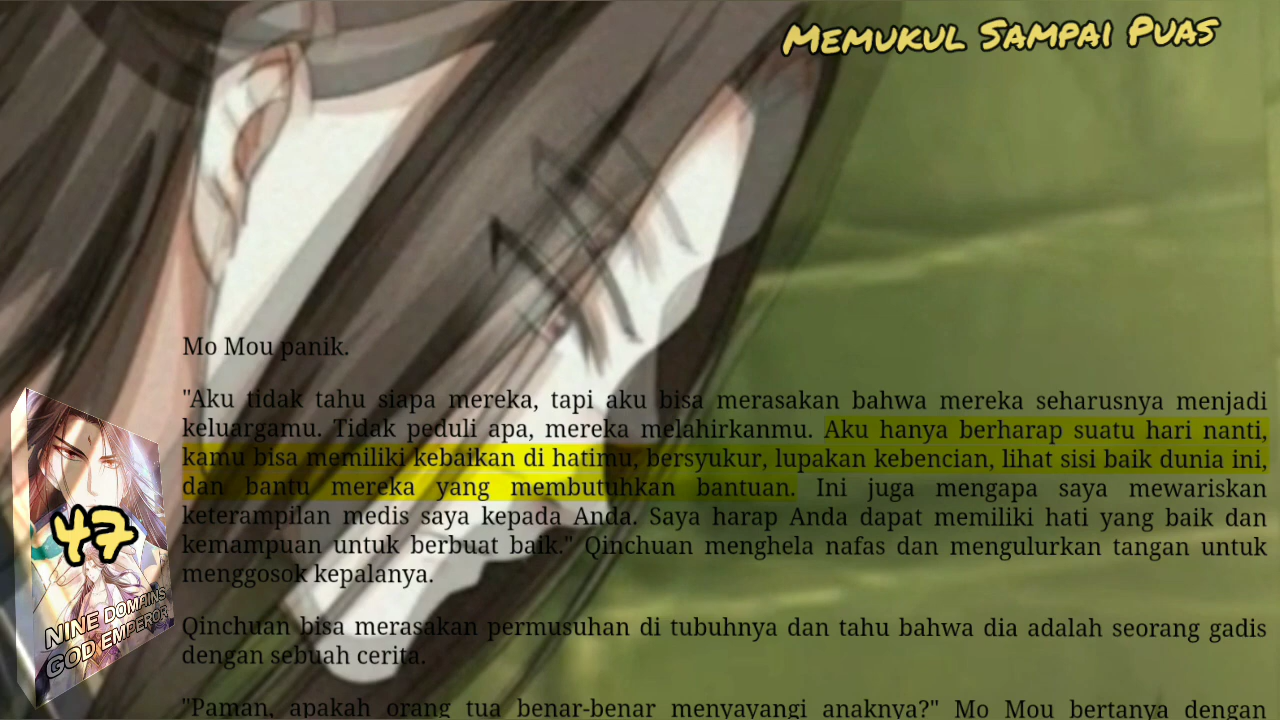 Memukul Sampai Puas
Mo Mou panik.
"Aku tidak tahu siapa mereka, tapi aku bisa merasakan bahwa mereka seharusnya menjadi
keluargamu. Tidak peduli apa, mereka melahirkanmu. Aku hanya berharap suatu hari nanti,
kamu bisa memiliki kebaikan di hatimu, bersyukur, lupakan kebencian, lihat sisi baik dunia ini,
dan bantu mereka yang membutuhkan bantuan. Ini juga mengapa saya mewariskan
keterampilan medis saya kepada Anda. Saya harap Anda dapat memiliki hati yang baik dan
kemampuan untuk berbuat baik." Qinchuan menghela nafas dan mengulurkan tangan untuk
menggosok kepalanya.
Qinchuan bisa merasakan permusuhan di tubuhnya dan tahu bahwa dia adalah seorang gadis
dengan sebuah cerita.
"Paman, apakah orang tua benar-benar menyayangi anaknya?" Mo Mou bertanya dengan
47
NINE DOMAINS
GOD EMPEROR